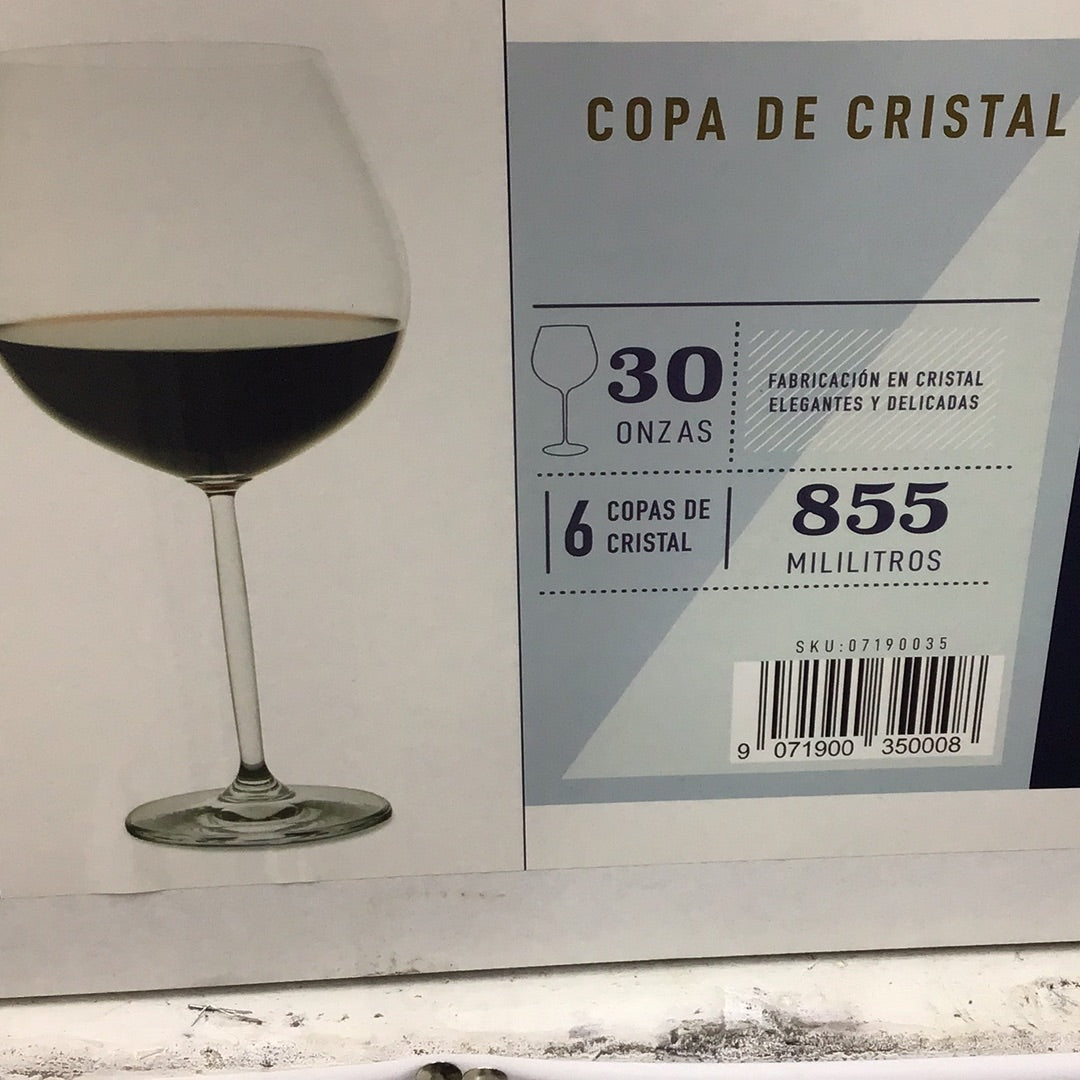 COPA DE CRISTAL
30
ONZAS
FABRICACIÓN EN CRISTAL
ELEGANTES Y DELICADAS
6
COPAS DE
CRISTAL
855
MILILITROS
SKU:07190035
9 071900 350008